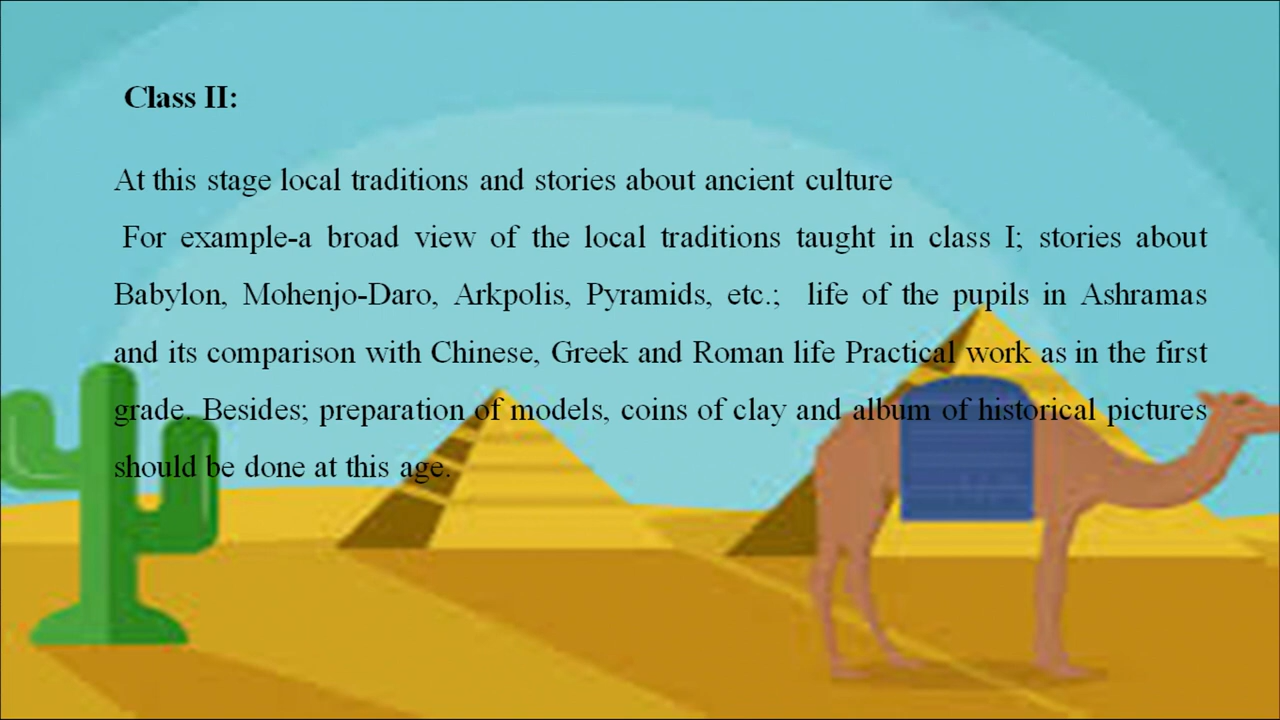 Class II:
At this stage local traditions and stories about ancient culture
For example-a broad view of the local traditions taught in class I; stories about
Babylon, Mohenjo-Daro, Arkpolis, Pyramids, etc.; life of the pupils in Ashramas
and its comparison with Chinese, Greek and Roman life Practical work as in the first
grade. Besides; preparation of models, coins of clay and album of historical pictures
should be done at this age.